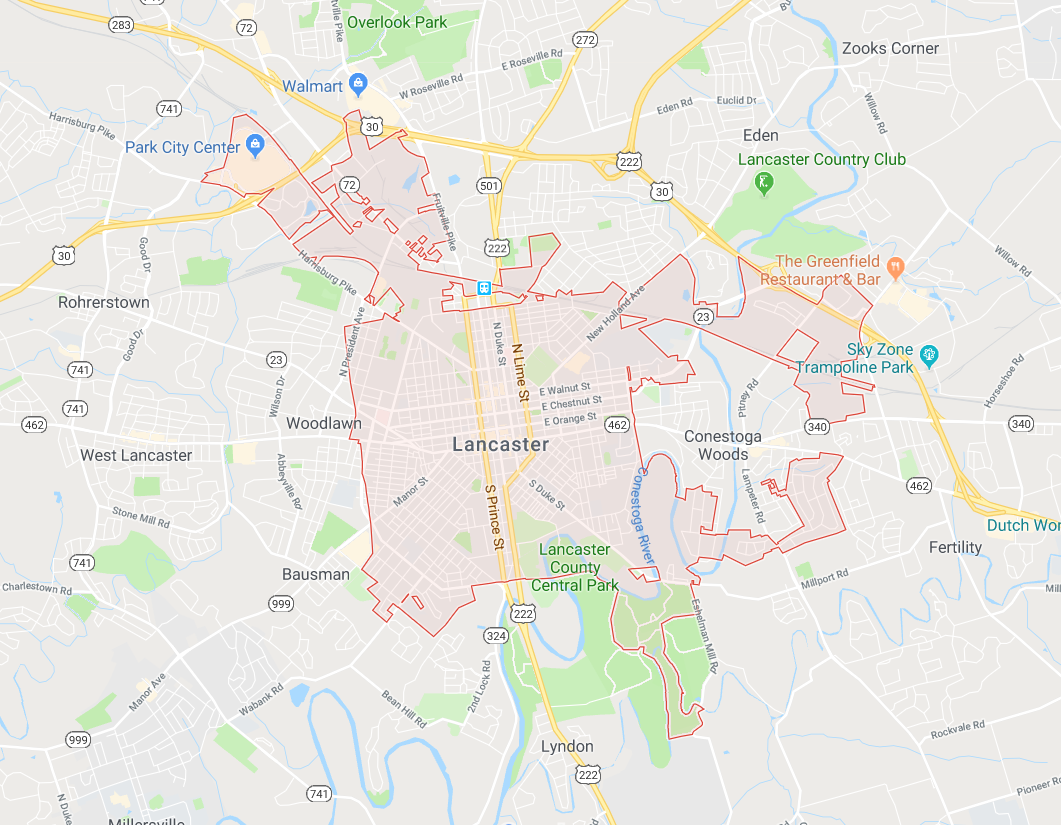 283
72
ttville Pike
Overlook Park
272
Zooks Corner
E Roseville Rd
W Roseville Rd
Walmart
741
Harrisburg Pike
30
Eden Rd
Euclid Dr
Willow Rd
Eden
Park City Center
222
Lancaster Country Club
72
501
30
Fruitville Pike
222
30
Good Dr
Harrisburg Pike
Willow Rd
The Greenfield
Restaurant & Bar
Rohrerstown
New Holland Ave
23
N President Ave
N Duke St
N Lime St
Good Dr
23
Sky Zone
Trampoline Park
741
Wilson Dr
E Walnut St
E Chestnut St
E Orange St
Pitney Rd
Horseshoe Rd
741
462
Woodlawn
462
340
340
West Lancaster
Lancaster
Conestoga
Woods
Abbeyville Rd
Manor St
S Prince St
S Duke St
Conestoga River
Lampeter Rd
462
Stone Mill Rd
Dutch Wor
Lancaster
County
Central Park
Fertility
741
Bausman
Charlestown Rd
Millport Rd
Mill
999
222
324
Eshelman Mill Rd
Manor Ave
Wabank Rd
Bean Hill Rd
2nd Lock Rd
999
Rockvale Rd
Lyndon
222
741
Pioneer Ro
N Duke
Millersville